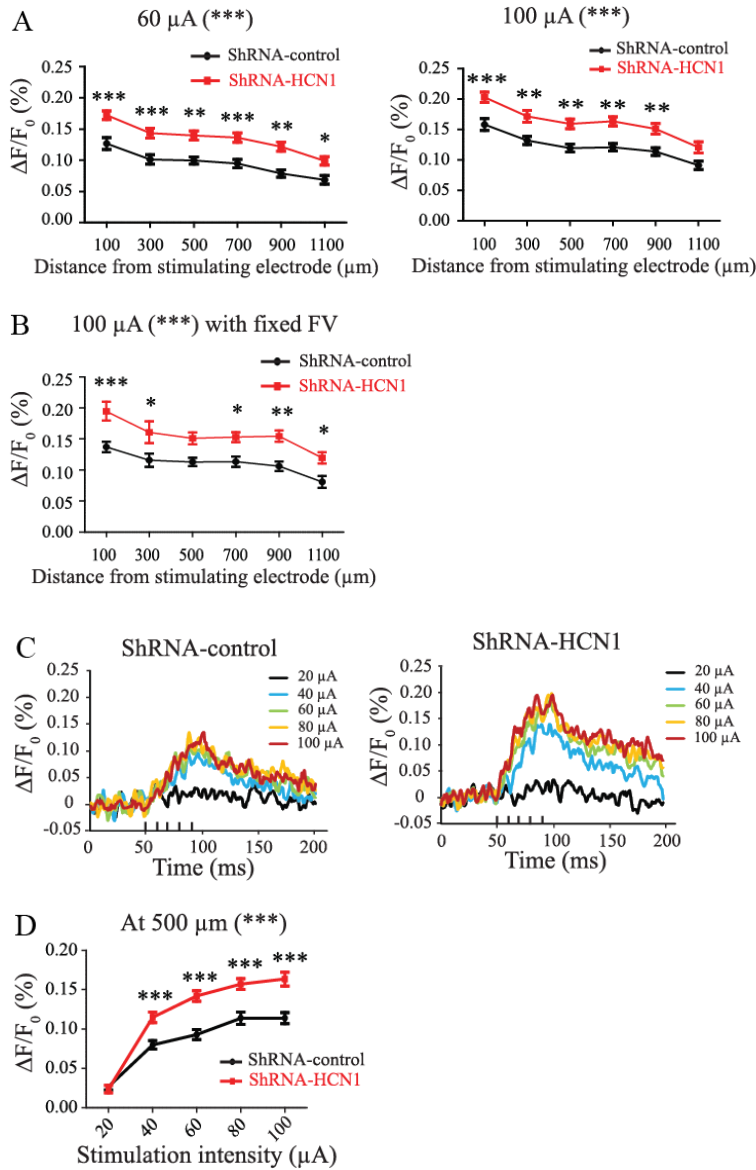 A
60 µA (***)
ShRNA-control
ShRNA-HCN1
ΔF/F0 (%)
0.25
0.20
0.15
0.10
0.05
0.00
*** *** ** *** ** *
100 300 500 700 900 1100
Distance from stimulating electrode (µm)
100 µA (***)
ShRNA-control
ShRNA-HCN1
ΔF/F0 (%)
0.25
0.20
0.15
0.10
0.05
0.00
*** ** ** ** **
100 300 500 700 900 1100
Distance from stimulating electrode (µm)
B
100 µA (***) with fixed FV
ShRNA-control
ShRNA-HCN1
ΔF/F0 (%)
0.25
0.20
0.15
0.10
0.05
0.00
*** * * ** *
100 300 500 700 900 1100
Distance from stimulating electrode (µm)
C
ShRNA-control
ΔF/F0 (%)
0.25
0.20
0.15
0.10
0.05
0
-0.05
20 µA
40 µA
60 µA
80 µA
100 µA
0 50 100 150 200
Time (ms)
ShRNA-HCN1
ΔF/F0 (%)
0.25
0.20
0.15
0.10
0.05
0
-0.05
20 µA
40 µA
60 µA
80 µA
100 µA
0 50 100 150 200
Time (ms)
D
At 500 µm (***)
ΔF/F0 (%)
0.20
0.15
0.10
0.05
0.00
*** *** *** ***
ShRNA-control
ShRNA-HCN1
20 40 60 80 100
Stimulation intensity (µA)